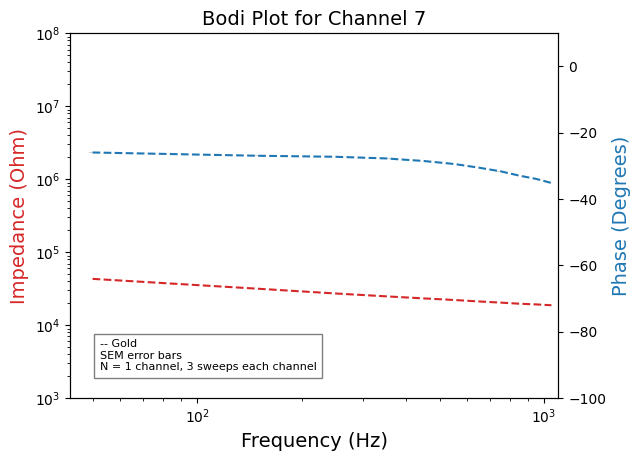 Bodi Plot for Channel 7
Impedance (Ohm)
10^8
10^7
10^6
10^5
10^4
10^3
0
−20
−40
−60
−80
−100
Phase (Degrees)
-- Gold
SEM error bars
N = 1 channel, 3 sweeps each channel
10^2
10^3
Frequency (Hz)